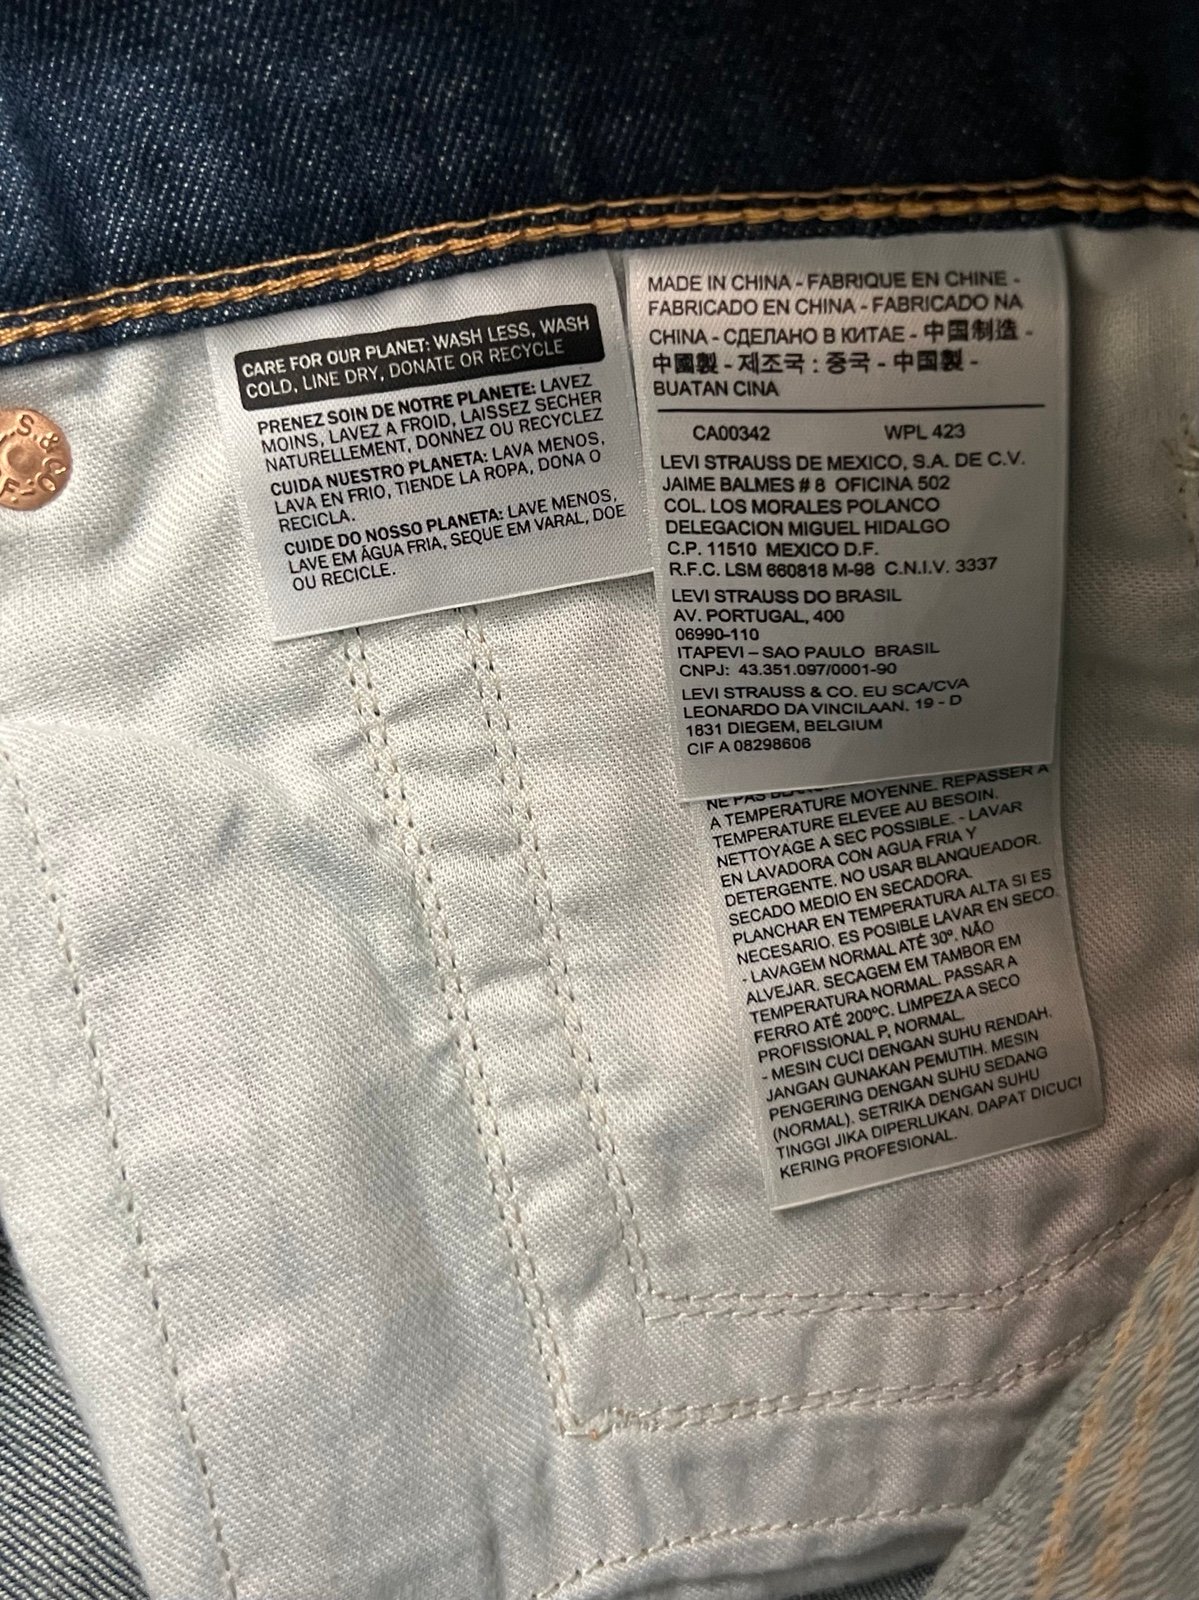 CARE FOR OUR PLANET: WASH LESS, WASH
COLD, LINE DRY, DONATE OR RECYCLE
PRENEZ SOIN DE NOTRE PLANETE: LAVEZ
MOINS, LAVEZ A FROID, LAISSEZ SECHER
NATURELLEMENT, DONNEZ OU RECYCLEZ
CUIDA NUESTRO PLANETA: LAVA MENOS,
LAVA EN FRIO, TIENDE LA ROPA, DONA O
RECICLA.
CUIDE DO NOSSO PLANETA: LAVE MENOS,
LAVE EM ÁGUA FRIA, SEQUE EM VARAL, DOE
OU RECICLE.
MADE IN CHINA - FABRIQUE EN CHINE -
FABRICADO EN CHINA - FABRICADO NA
CHINA - СДЕЛАНО В КИТАЕ - 中国制造 -
中國製 - 제조국 : 중국 - 中国製 -
BUATAN CINA
CA00342 WPL 423
LEVI STRAUSS DE MEXICO, S.A. DE C.V.
JAIME BALMES # 8 OFICINA 502
COL. LOS MORALES POLANCO
DELEGACION MIGUEL HIDALGO
C.P. 11510 MEXICO D.F.
R.F.C. LSM 660818 M-98 C.N.I.V. 3337
LEVI STRAUSS DO BRASIL
AV. PORTUGAL, 400
06990-110
ITAPEVI – SAO PAULO BRASIL
CNPJ: 43.351.097/0001-90
LEVI STRAUSS & CO. EU SCA/CVA
LEONARDO DA VINCILAAN. 19 - D
1831 DIEGEM, BELGIUM
CIF A 08298606
NE PAS
A TEMPERATURE MOYENNE. REPASSER A
TEMPERATURE ELEVEE AU BESOIN.
NETTOYAGE A SEC POSSIBLE. - LAVAR
EN LAVADORA CON AGUA FRIA Y
DETERGENTE. NO USAR BLANQUEADOR.
SECADO MEDIO EN SECADORA.
PLANCHAR EN TEMPERATURA ALTA SI ES
NECESARIO. ES POSIBLE LAVAR EN SECO.
- LAVAGEM NORMAL ATÉ 30º. NÃO
ALVEJAR. SECAGEM EM TAMBOR EM
TEMPERATURA NORMAL. PASSAR A
FERRO ATÉ 200ºC. LIMPEZA A SECO
PROFISSIONAL P, NORMAL.
- MESIN CUCI DENGAN SUHU RENDAH.
JANGAN GUNAKAN PEMUTIH. MESIN
PENGERING DENGAN SUHU SEDANG
(NORMAL). SETRIKA DENGAN SUHU
TINGGI JIKA DIPERLUKAN. DAPAT DICUCI
KERING PROFESIONAL.